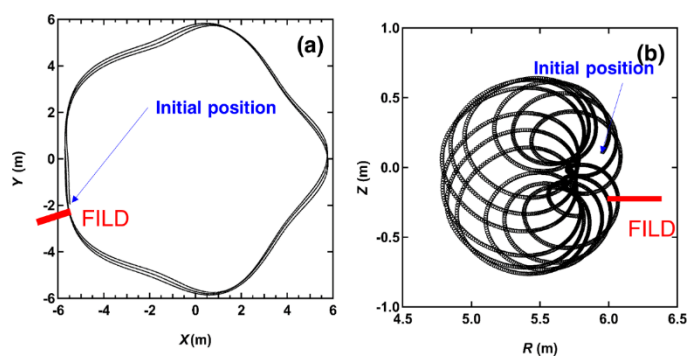 6
4
2
0
-2
-4
-6
-6 -4 -2 0 2 4 6
Y (m)
X(m)
(a)
Initial position
FILD
1.0
0.5
0.0
-0.5
-1.0
4.5 5.0 5.5 6.0 6.5
Z (m)
R (m)
(b)
Initial position
FILD